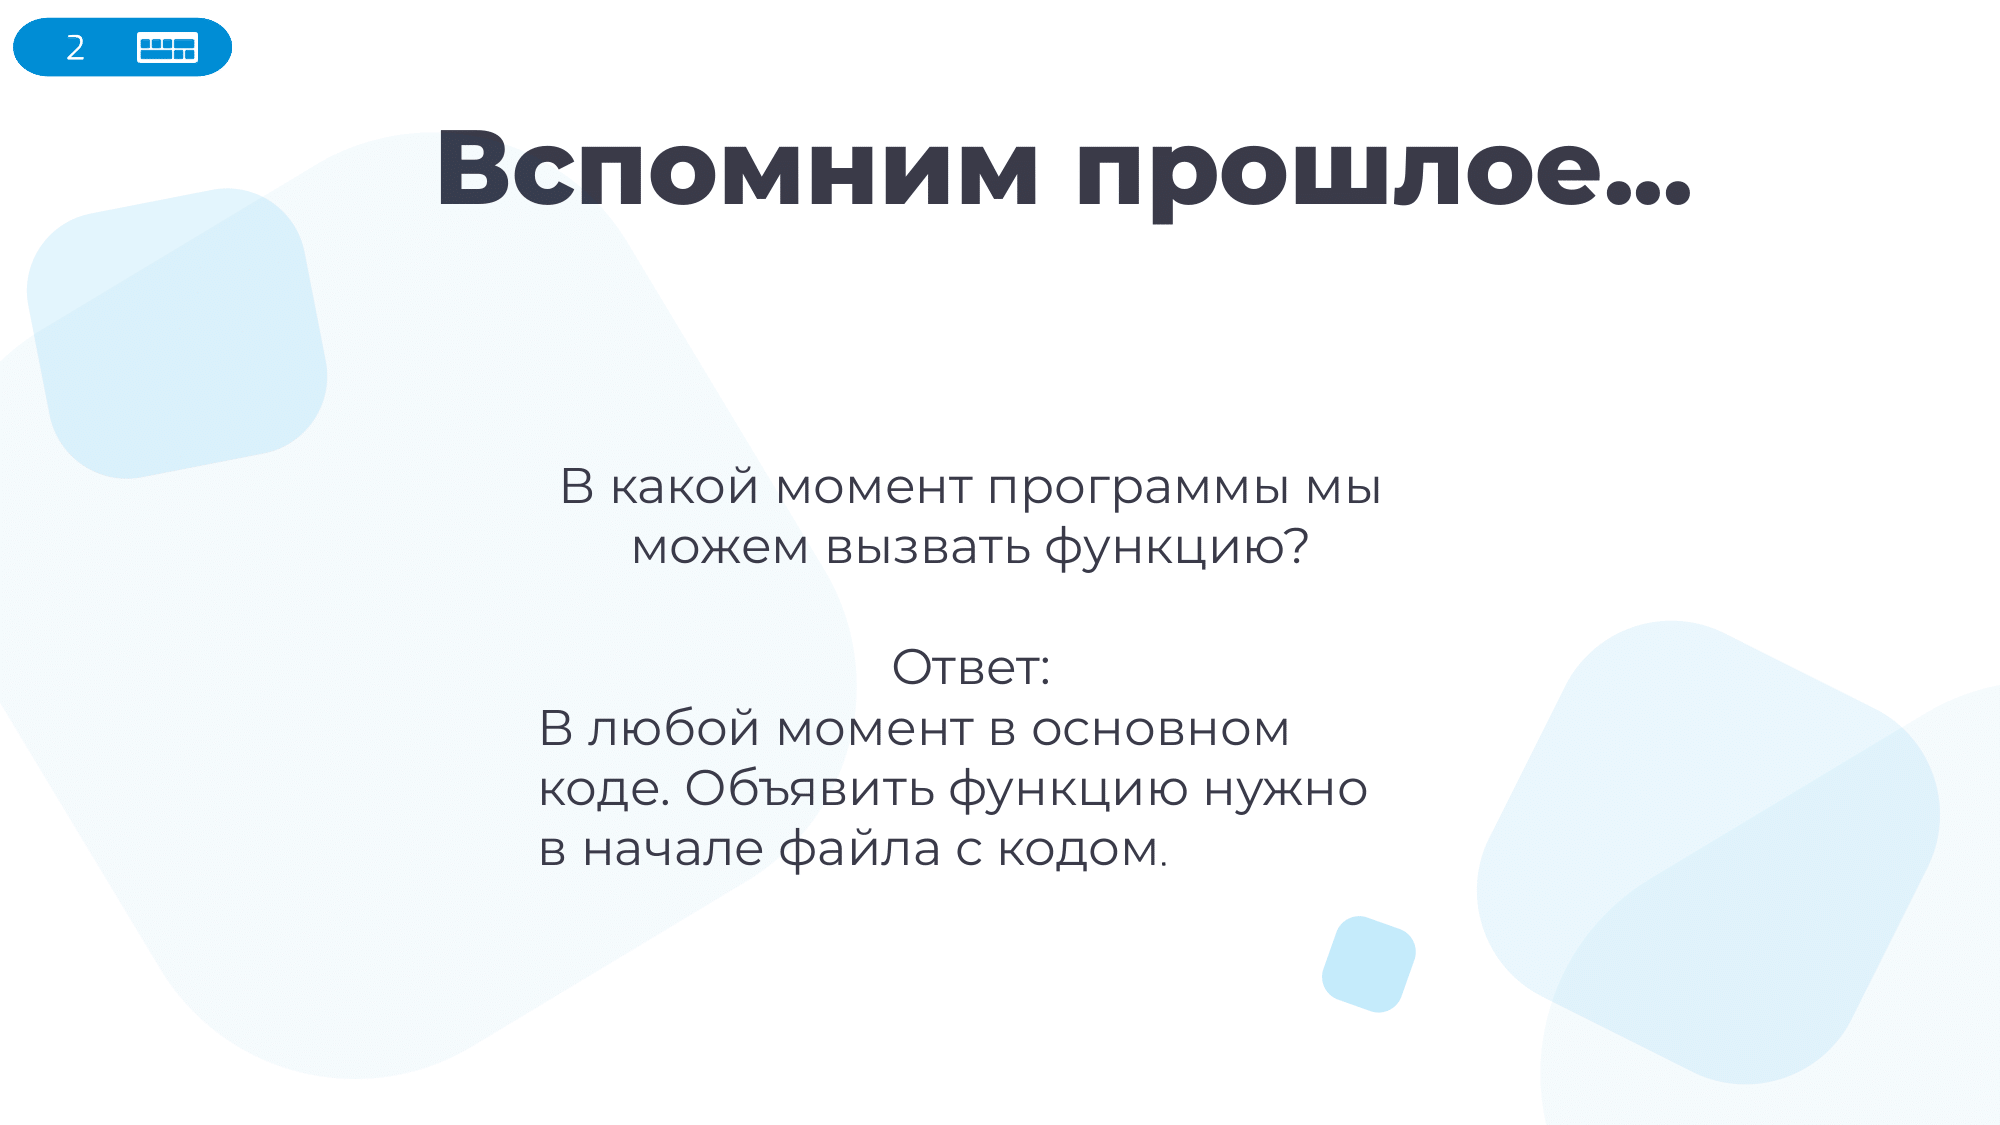 2
Вспомним прошлое...
В какой момент программы мы
можем вызвать функцию?
Ответ:
В любой момент в основном
коде. Объявить функцию нужно
в начале файла с кодом.